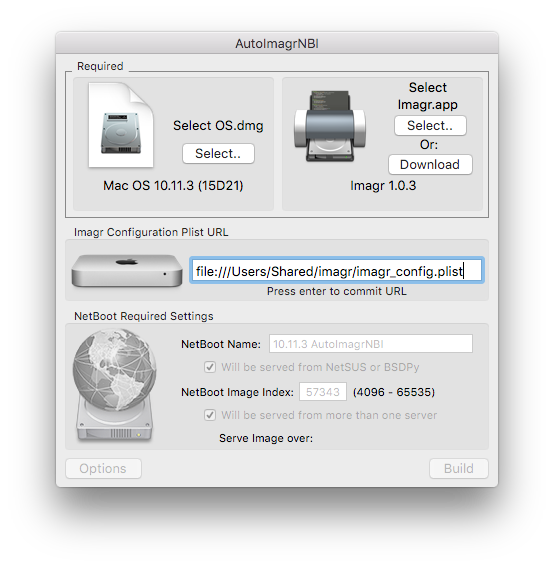 AutoImagrNBI
Required
Select OS.dmg
Select..
Mac OS 10.11.3 (15D21)
Select
Imagr.app
Select..
Or:
Download
Imagr 1.0.3
Imagr Configuration Plist URL
file:///Users/Shared/imagr/imagr_config.plist
Press enter to commit URL
NetBoot Required Settings
NetBoot Name: 10.11.3 AutoImagrNBI
Will be served from NetSUS or BSDPy
NetBoot Image Index: 57343 (4096 - 65535)
Will be served from more than one server
Serve Image over:
Options Build